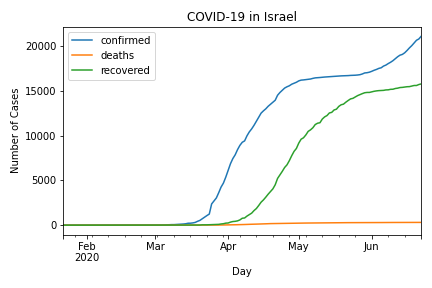 COVID-19 in Israel
confirmed
deaths
recovered
Number of Cases
20000
15000
10000
5000
0
Feb
2020
Mar
Apr
May
Jun
Day